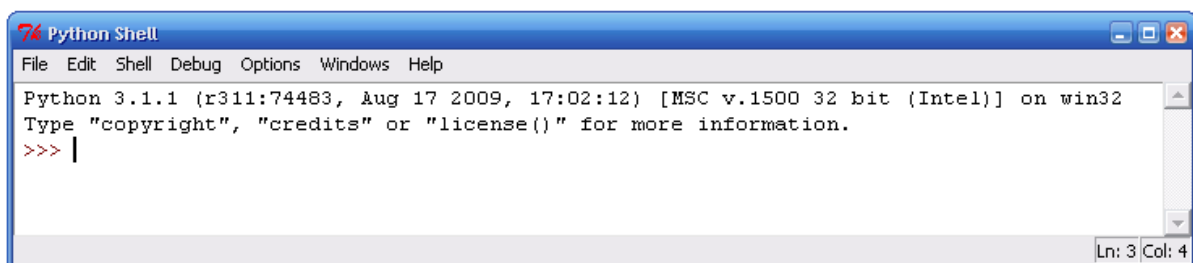 Python Shell
File Edit Shell Debug Options Windows Help
Python 3.1.1 (r311:74483, Aug 17 2009, 17:02:12) [MSC v.1500 32 bit (Intel)] on win32
Type "copyright", "credits" or "license()" for more information.
>>>
Ln: 3 Col: 4